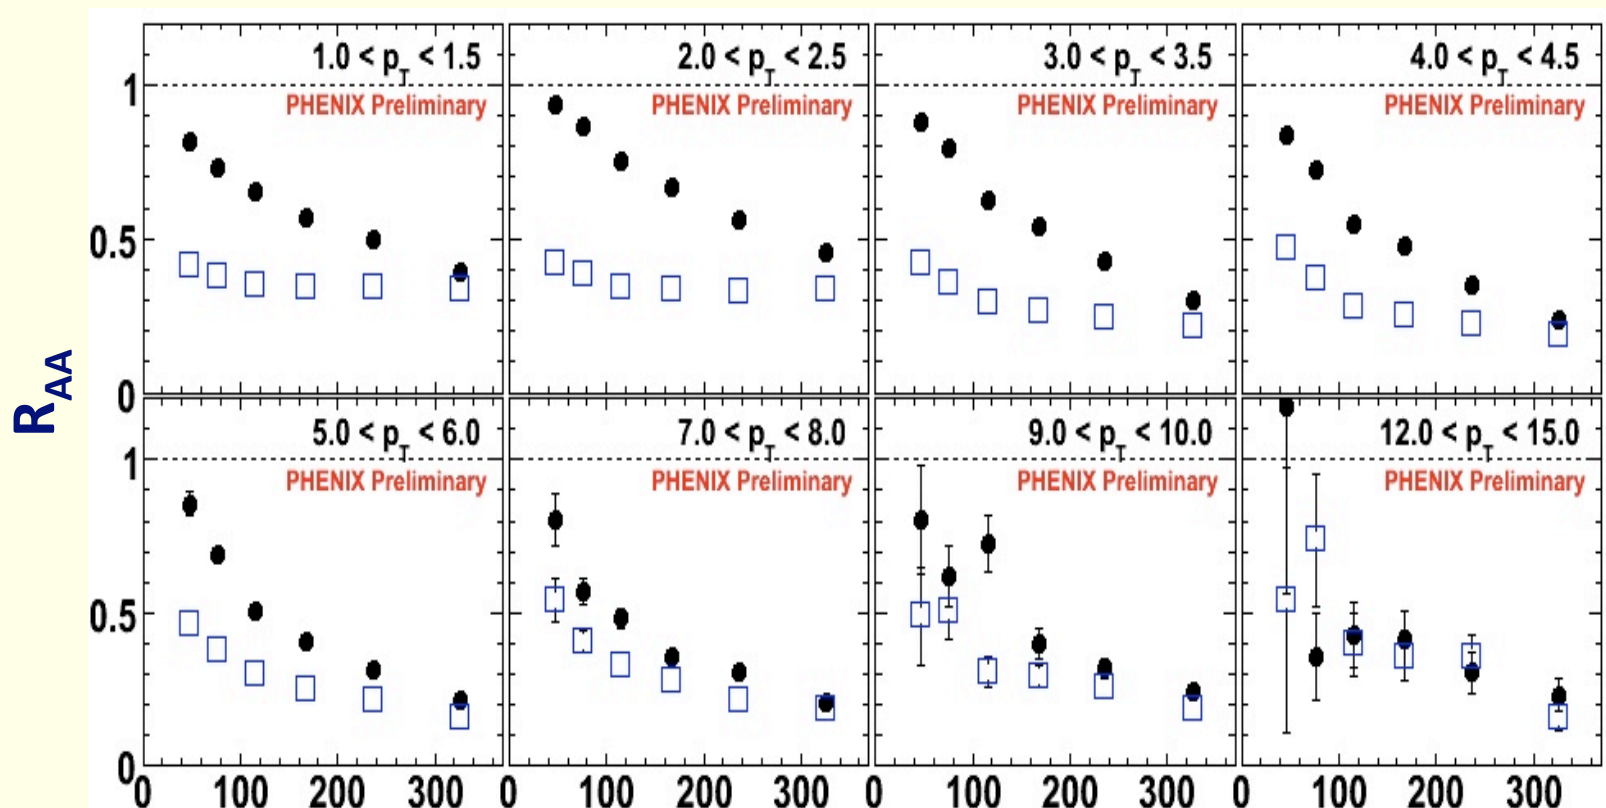 1.0 < pT < 1.5
2.0 < pT < 2.5
3.0 < pT < 3.5
4.0 < pT < 4.5
1
PHENIX Preliminary
PHENIX Preliminary
PHENIX Preliminary
PHENIX Preliminary
0.5
0
RAA
0
5.0 < pT < 6.0
7.0 < pT < 8.0
9.0 < pT < 10.0
12.0 < pT < 15.0
1
PHENIX Preliminary
PHENIX Preliminary
PHENIX Preliminary
PHENIX Preliminary
0.5
0
0 100 200 300 0 100 200 300 0 100 200 300 0 100 200 300